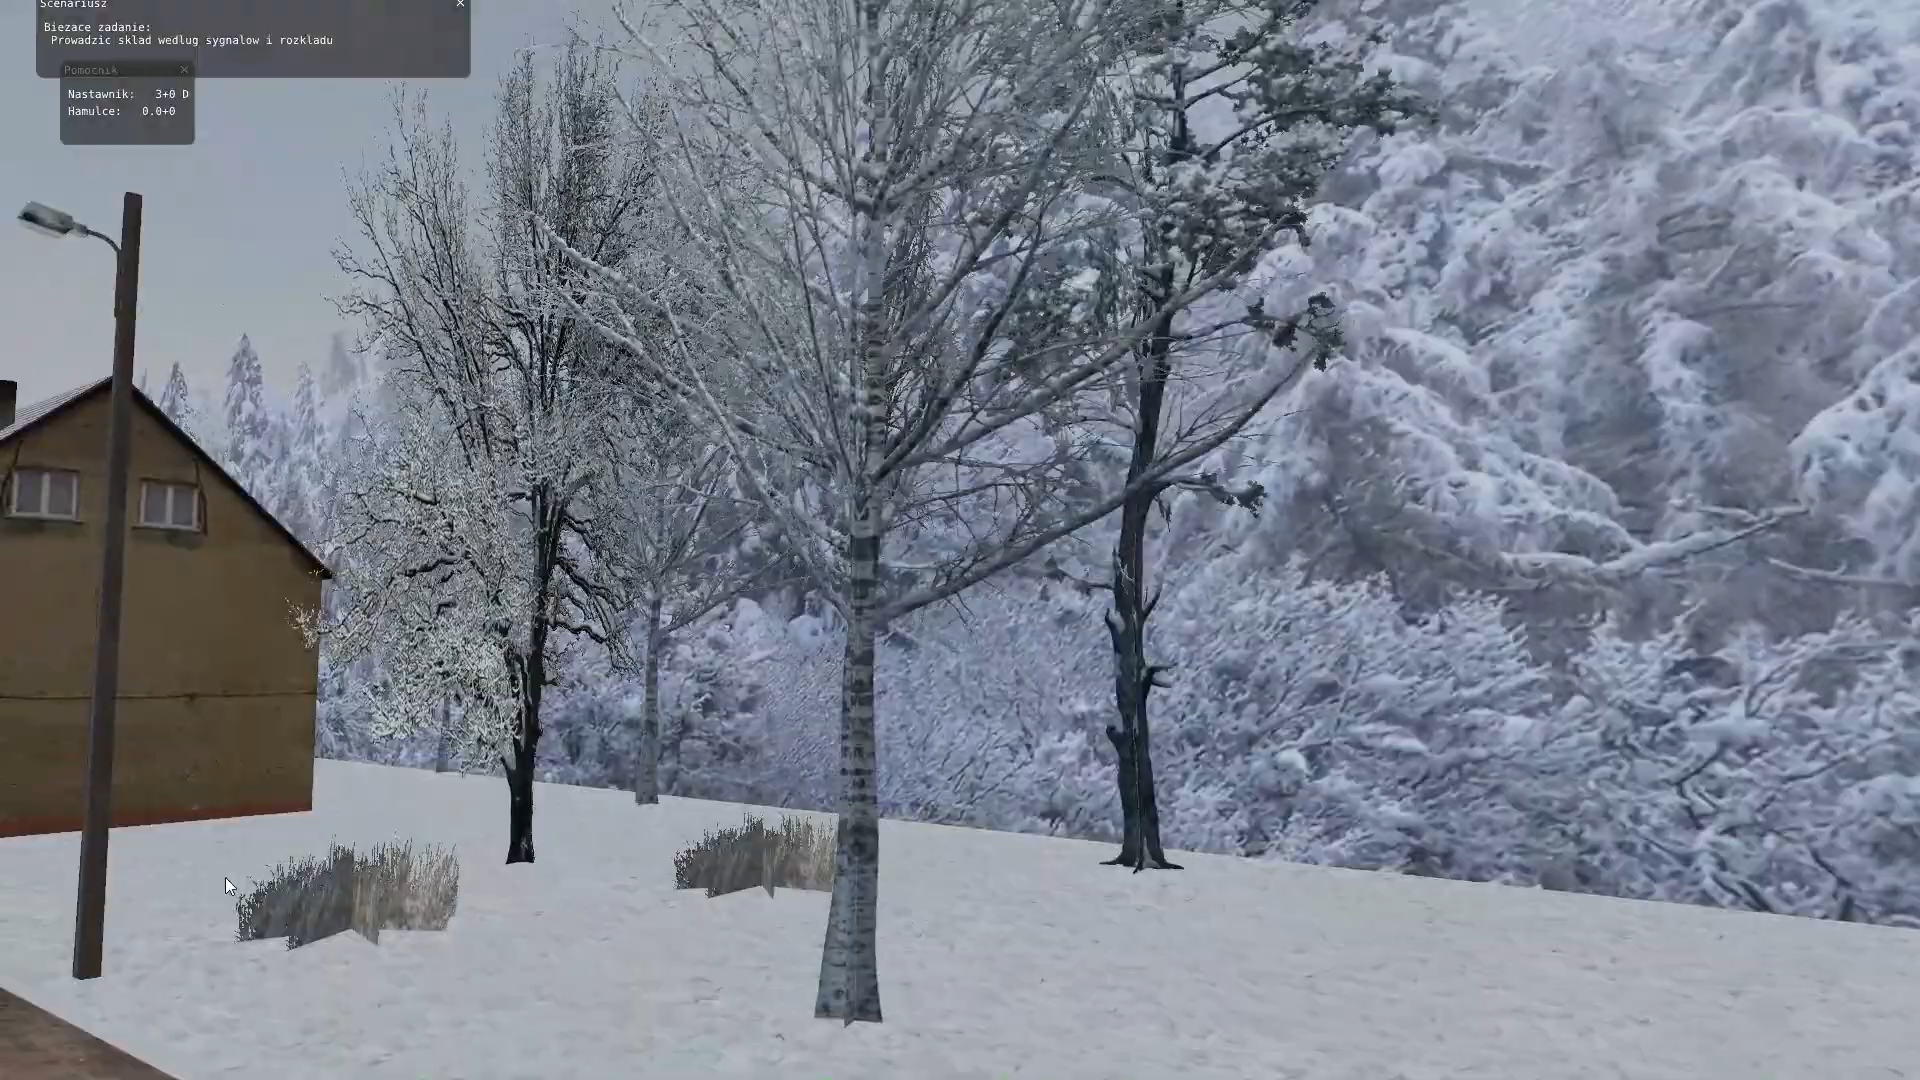 Scenariusz
Biezace zadanie:
Prowadzic sklad wedlug sygnalow i rozkladu
Pomocnik
Nastawnik: 3+0 D
Hamulce: 0.0+0